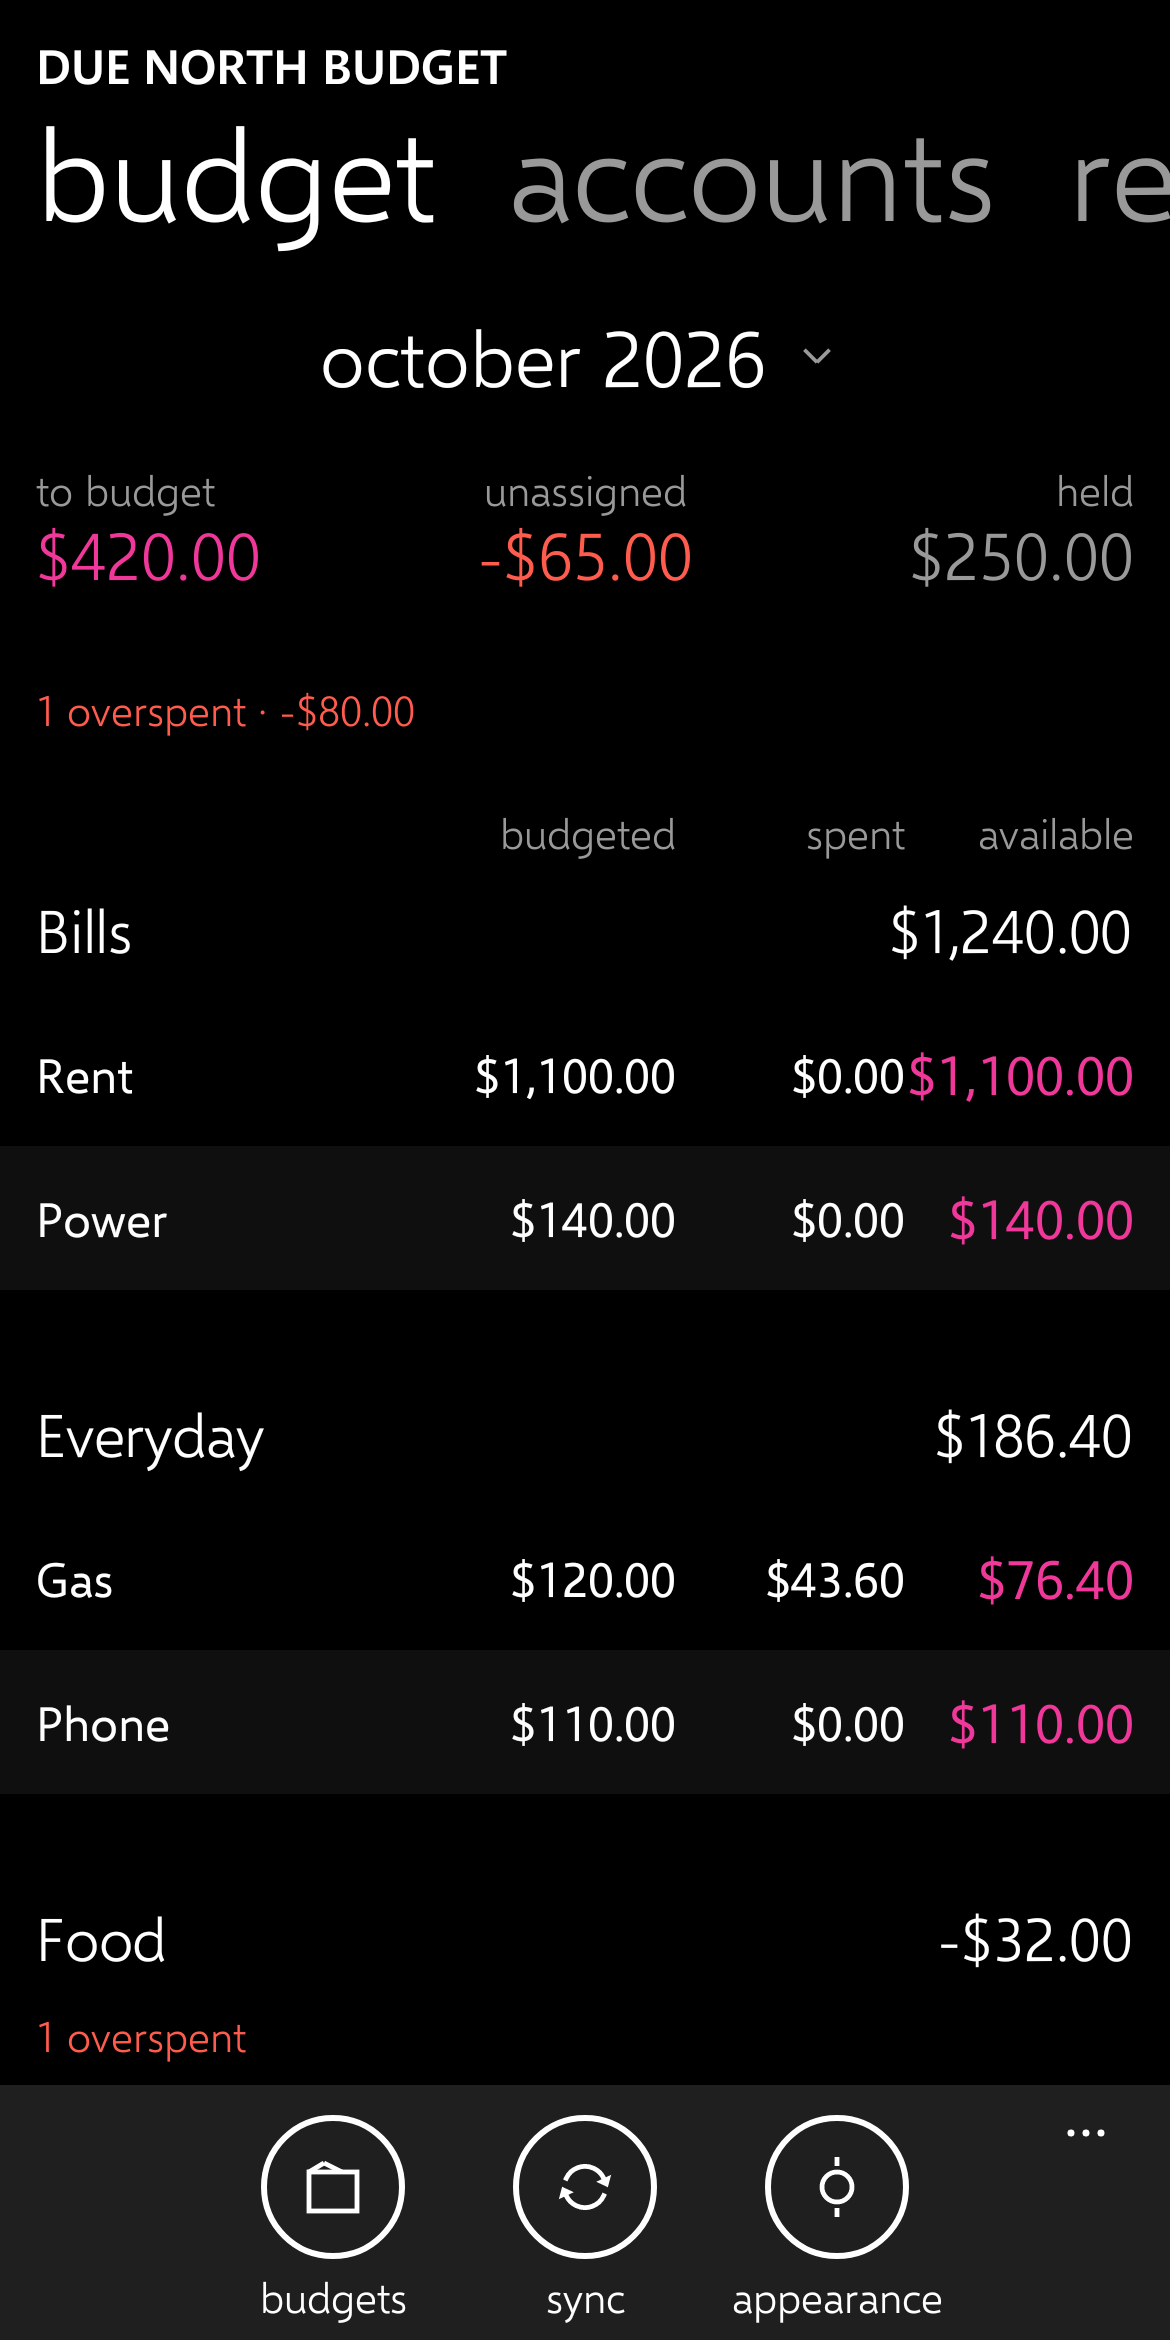 DUE NORTH BUDGET
budget accounts re
october 2026
to budget unassigned held
$420.00 -$65.00 $250.00
1 overspent · -$80.00
budgeted spent available
Bills $1,240.00
Rent $1,100.00 $0.00 $1,100.00
Power $140.00 $0.00 $140.00
Everyday $186.40
Gas $120.00 $43.60 $76.40
Phone $110.00 $0.00 $110.00
Food -$32.00
1 overspent
...
budgets sync appearance